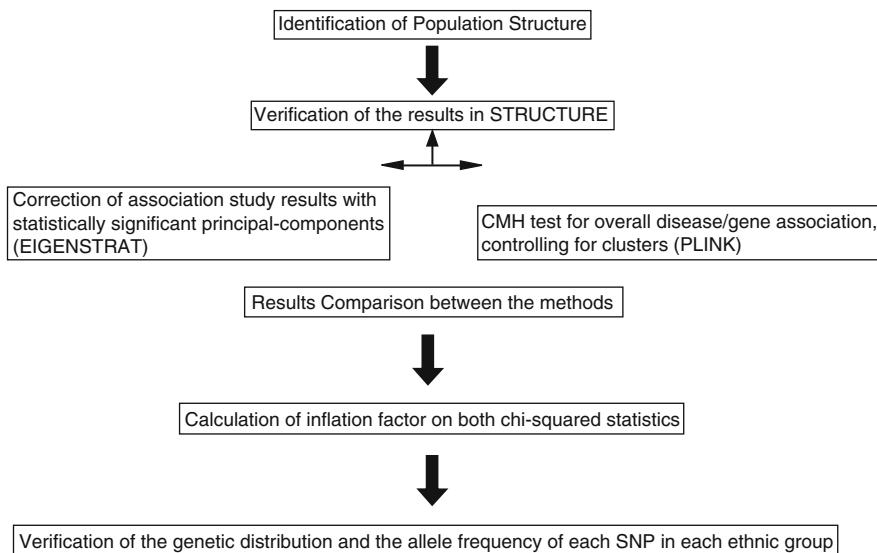 Identification of Population Structure
Verification of the results in STRUCTURE
Correction of association study results with
statistically significant principal-components
(EIGENSTRAT)
CMH test for overall disease/gene association,
controlling for clusters (PLINK)
Results Comparison between the methods
Calculation of inflation factor on both chi-squared statistics
Verification of the genetic distribution and the allele frequency of each SNP in each ethnic group